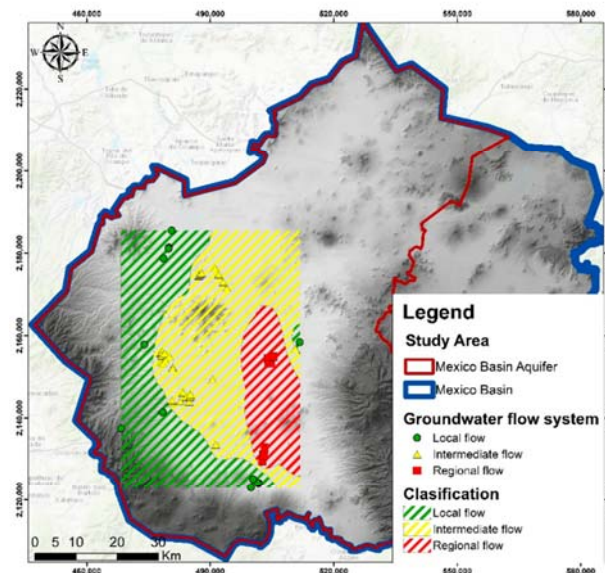 460,000 490,000 520,000 550,000 580,000
N
W E
S
2,220,000
2,200,000
2,180,000
2,160,000
2,140,000
2,120,000
Legend
Study Area
Mexico Basin Aquifer
Mexico Basin
Groundwater flow system
Local flow
Intermediate flow
Regional flow
Clasification
Local flow
Intermediate flow
Regional flow
0 5 10 20 30
Km
460,000 490,000 520,000 550,000 580,000